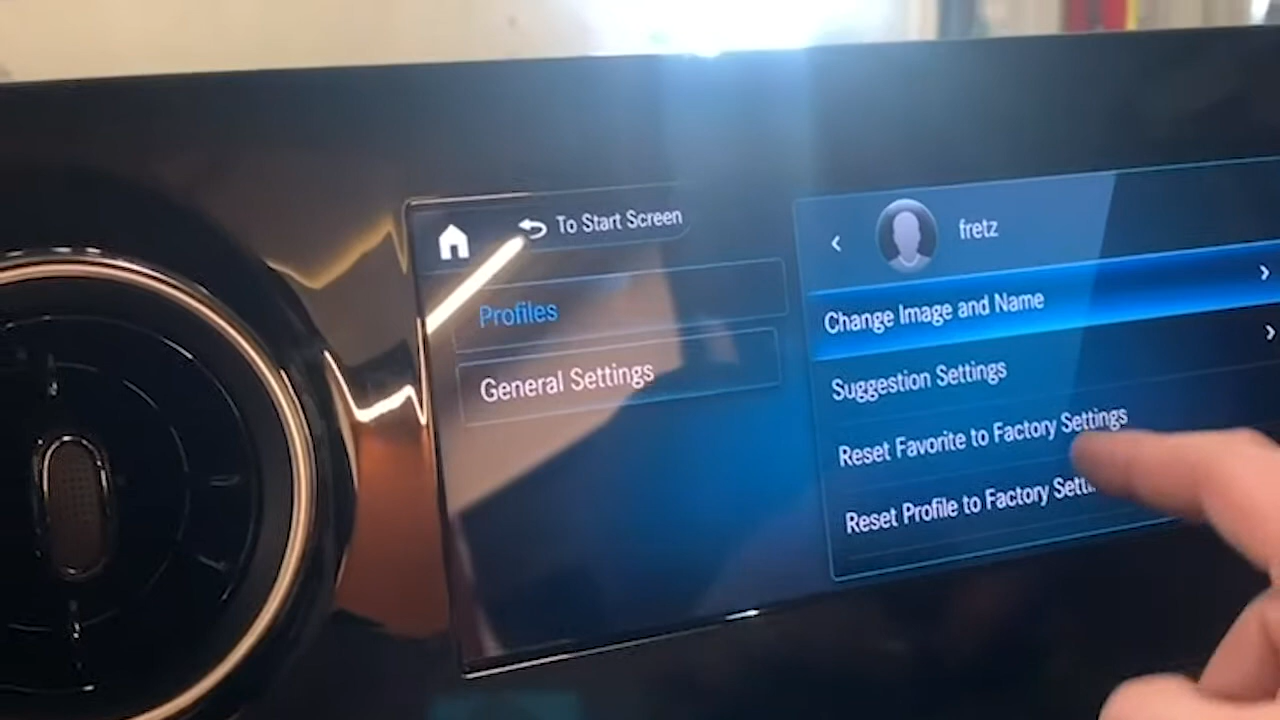 To Start Screen
fretz
Profiles
Change Image and Name
General Settings
Suggestion Settings
Reset Favorite to Factory Settings
Reset Profile to Factory